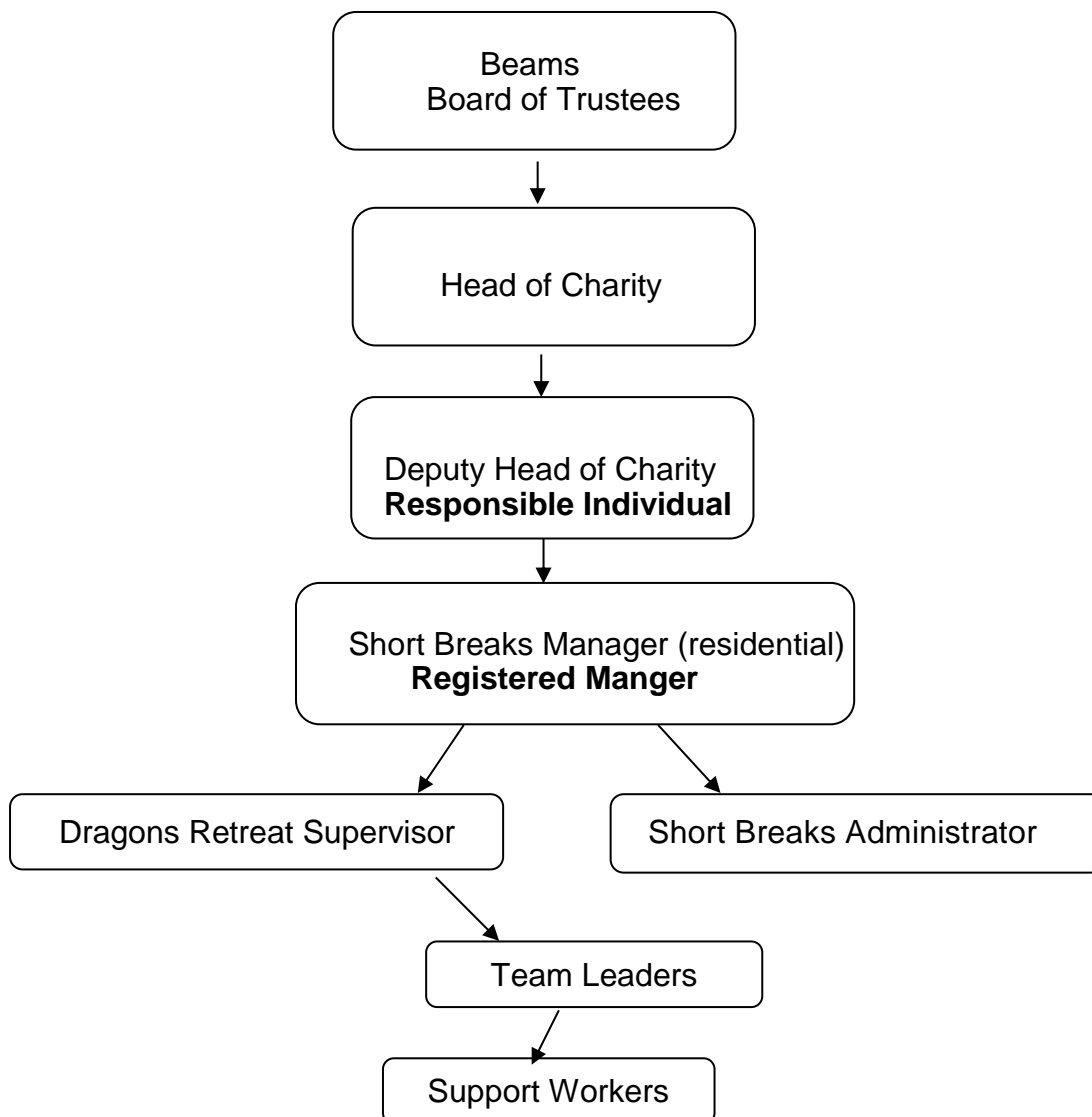 Beams
Board of Trustees
Head of Charity
Deputy Head of Charity
Responsible Individual
Short Breaks Manager (residential)
Registered Manger
Dragons Retreat Supervisor
Short Breaks Administrator
Team Leaders
Support Workers